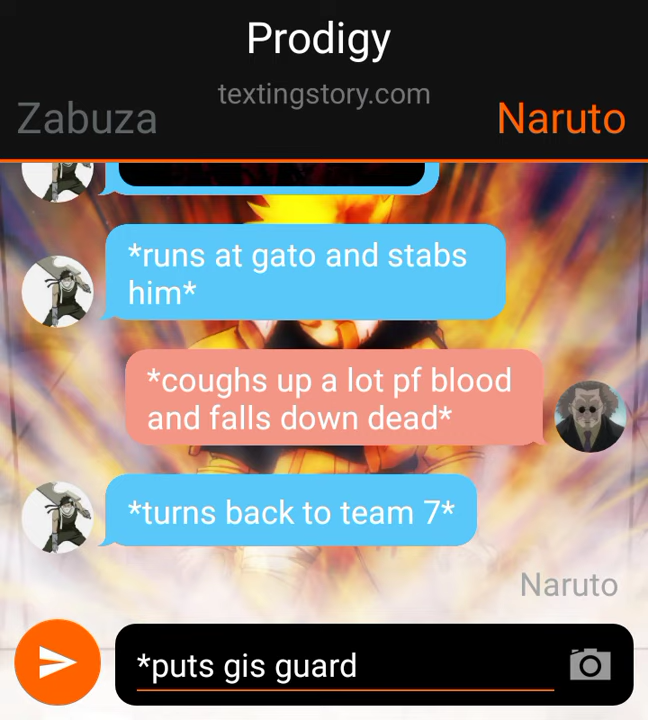 Prodigy
textingstory.com
Zabuza
Naruto
*runs at gato and stabs
him*
*coughs up a lot pf blood
and falls down dead*
*turns back to team 7*
Naruto
*puts gis guard